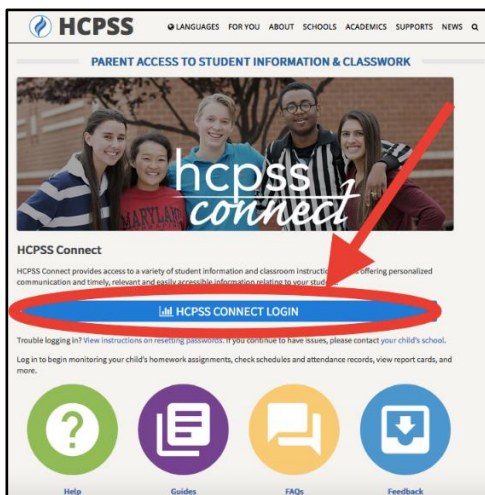 HCPSS
LANGUAGES FOR YOU ABOUT SCHOOLS ACADEMICS SUPPORTS NEWS
PARENT ACCESS TO STUDENT INFORMATION & CLASSWORK
MARYLAN
hcpss
connect
HCPSS Connect
HCPSS Connect provides access to a variety of student information and classroom offering personalized
communication and timely, relevant and easily accessible information relating to your
HCPSS CONNECT LOGIN
Trouble logging in? View instructions on resetting passwords. If you continue to have issues, please contact your child's school.
Log in to begin monitoring your child's homework assignments, check schedules and attendance records, view report cards, and
more.
?
Help
Guides
FAQs
Feedback